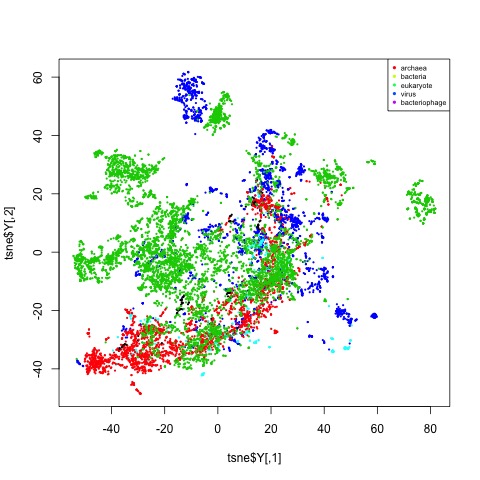 60
40
20
0
-20
-40
tsne$Y[,2]
archaea
bacteria
eukaryote
virus
bacteriophage
-40 -20 0 20 40 60 80
tsne$Y[,1]